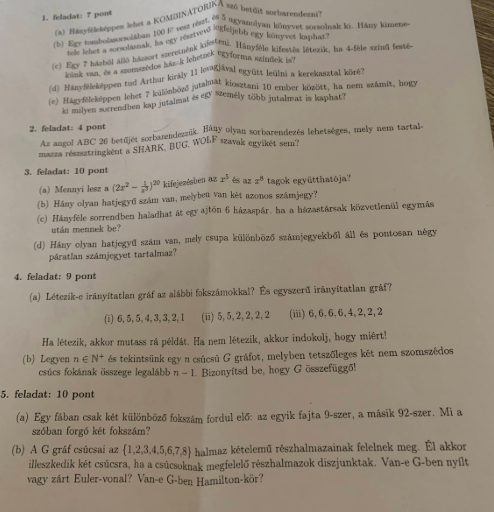 1. feladat: 7 pont
(a) Hányféleképpen lehet a KOMBINATORIKA szó betűit sorbarendezni?
(b) Egy tombolasorsoláson 100 fő vesz részt, és 5 ugyanolyan könyvet sorsolnak ki. Hány kimene-
tele lehet a sorsolásnak, ha egy résztvevő legfeljebb egy könyvet kaphat?
(c) Egy 7 házból álló házsort szeretnénk kifesteni. Hányféle kifestés létezik, ha 4-féle színű festé-
künk van, és a szomszédos házak lehetnek egyforma színűek is?
(d) Hányféleképpen tud Arthur király 11 lovagjával együtt leülni a kerekasztal köré?
(e) Hányféleképpen lehet 7 különböző jutalmat kiosztani 10 ember között, ha nem számít, hogy
ki milyen sorrendben kap jutalmat és egy személy több jutalmat is kaphat?
2. feladat: 4 pont
Az angol ABC 26 betűjét sorbarendezzük. Hány olyan sorbarendezés lehetséges, mely nem tartal-
mazza részsztringként a SHARK, BUG, WOLF szavak egyikét sem?
3. feladat: 10 pont
(a) Mennyi lesz a kifejezésben az x⁵ és az x⁸ tagok együtthatója?
(b) Hány olyan hatjegyű szám van, melyben van két azonos számjegy?
(c) Hányféle sorrendben haladhat át egy ajtón 6 házaspár, ha a házastársak közvetlenül egymás
után mennek be?
(d) Hány olyan hatjegyű szám van, mely csupa különböző számjegyekből áll és pontosan négy
páratlan számjegyet tartalmaz?
4. feladat: 9 pont
(a) Létezik-e irányítatlan gráf az alábbi fokszámokkal? És egyszerű irányítatlan gráf?
(i) 6, 5, 5, 4, 3, 3, 2, 1 (ii) 5, 5, 2, 2, 2, 2 (iii) 6, 6, 6, 6, 4, 2, 2, 2
Ha létezik, akkor mutass rá példát. Ha nem létezik, akkor indokolj, hogy miért!
(b) Legyen n ∈ N⁺ és tekintsünk egy n csúcsú G gráfot, melyben tetszőleges két nem szomszédos
csúcs fokának összege legalább n − 1. Bizonyítsd be, hogy G összefüggő!
5. feladat: 10 pont
(a) Egy fában csak két különböző fokszám fordul elő: az egyik fajta 9-szer, a másik 92-szer. Mi a
szóban forgó két fokszám?
(b) A G gráf csúcsai az {1,2,3,4,5,6,7,8} halmaz kételemű részhalmazainak felelnek meg. Él akkor
illeszkedik két csúcsra, ha a csúcsoknak megfelelő részhalmazok diszjunktak. Van-e G-ben nyílt
vagy zárt Euler-vonal? Van-e G-ben Hamilton-kör?